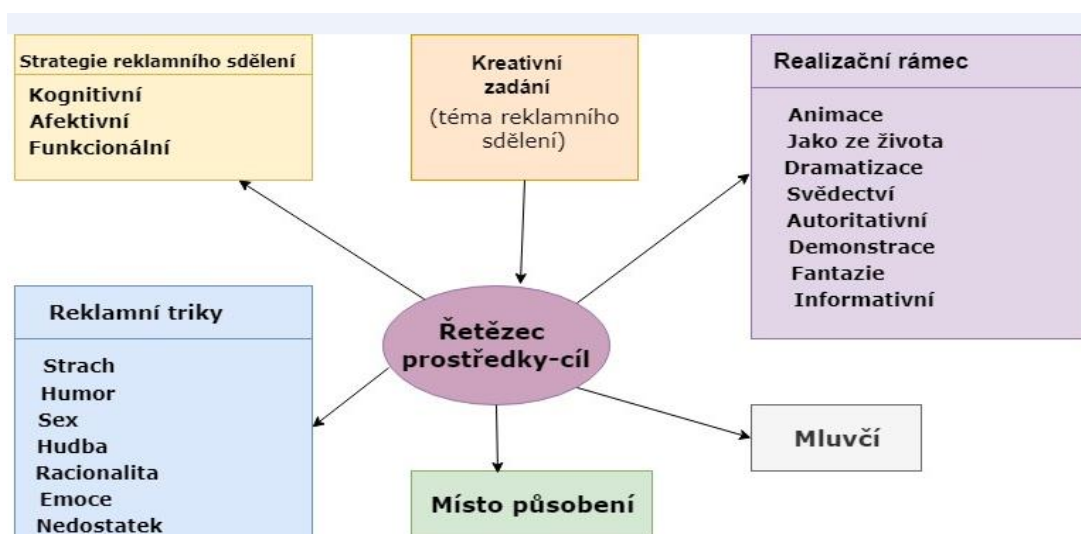 Strategie reklamního sdělení
Kognitivní
Afektivní
Funkcionální
Kreativní
zadání
(téma reklamního
sdělení)
Realizační rámec
Animace
Jako ze života
Dramatizace
Svědectví
Autoritativní
Demonstrace
Fantazie
Informativní
Řetězec
prostředky-cíl
Reklamní triky
Strach
Humor
Sex
Hudba
Racionalita
Emoce
Nedostatek
Místo působení
Mluvčí